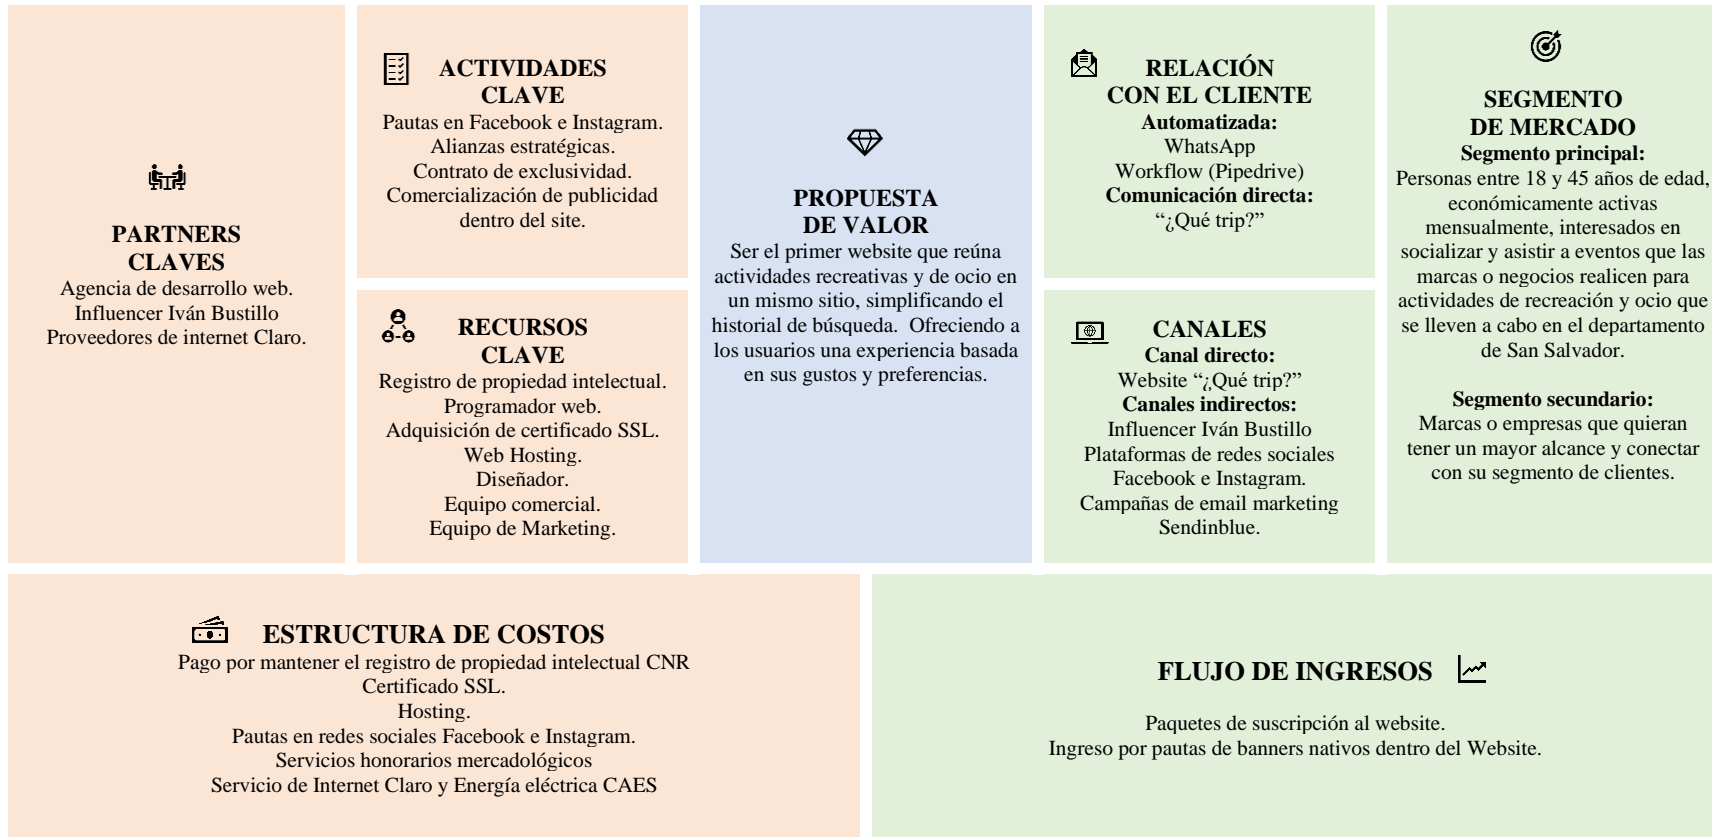 PARTNERS
CLAVES
Agencia de desarrollo web.
Influencer Iván Bustillo
Proveedores de internet Claro.
ACTIVIDADES
CLAVE
Pautas en Facebook e Instagram.
Alianzas estratégicas.
Contrato de exclusividad.
Comercialización de publicidad
dentro del site.
RECURSOS
CLAVE
Registro de propiedad intelectual.
Programador web.
Adquisición de certificado SSL.
Web Hosting.
Diseñador.
Equipo comercial.
Equipo de Marketing.
PROPUESTA
DE VALOR
Ser el primer website que reúna
actividades recreativas y de ocio en
un mismo sitio, simplificando el
historial de búsqueda. Ofreciendo a
los usuarios una experiencia basada
en sus gustos y preferencias.
RELACIÓN
CON EL CLIENTE
Automatizada:
WhatsApp
Workflow (Pipedrive)
Comunicación directa:
“¿Qué trip?”
CANALES
Canal directo:
Website “¿Qué trip?”
Canales indirectos:
Influencer Iván Bustillo
Plataformas de redes sociales
Facebook e Instagram.
Campañas de email marketing
Sendinblue.
SEGMENTO
DE MERCADO
Segmento principal:
Personas entre 18 y 45 años de edad,
económicamente activas
mensualmente, interesados en
socializar y asistir a eventos que las
marcas o negocios realicen para
actividades de recreación y ocio que
se lleven a cabo en el departamento
de San Salvador.
Segmento secundario:
Marcas o empresas que quieran
tener un mayor alcance y conectar
con su segmento de clientes.
ESTRUCTURA DE COSTOS
Pago por mantener el registro de propiedad intelectual CNR
Certificado SSL.
Hosting.
Pautas en redes sociales Facebook e Instagram.
Servicios honorarios mercadológicos
Servicio de Internet Claro y Energía eléctrica CAES
FLUJO DE INGRESOS
Paquetes de suscripción al website.
Ingreso por pautas de banners nativos dentro del Website.